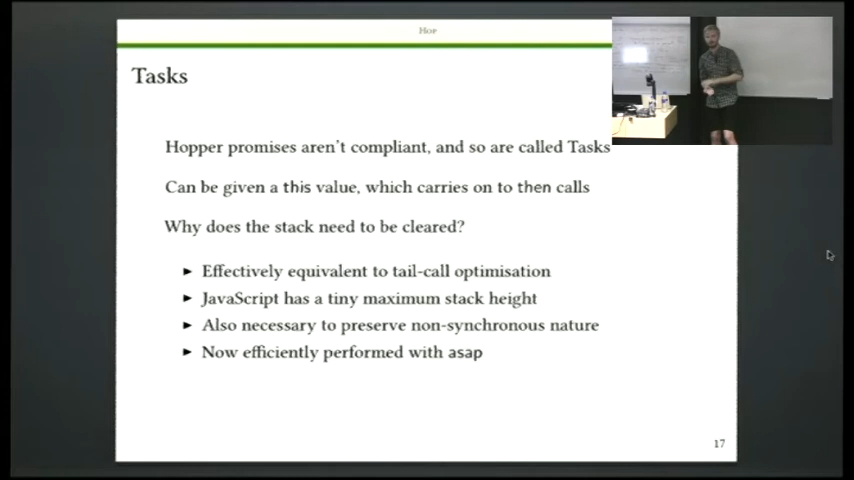 Hop
Tasks
Hopper promises aren't compliant, and so are called Tasks
Can be given a this value, which carries on to then calls
Why does the stack need to be cleared?
▶ Effectively equivalent to tail-call optimisation
▶ JavaScript has a tiny maximum stack height
▶ Also necessary to preserve non-synchronous nature
▶ Now efficiently performed with asap
17